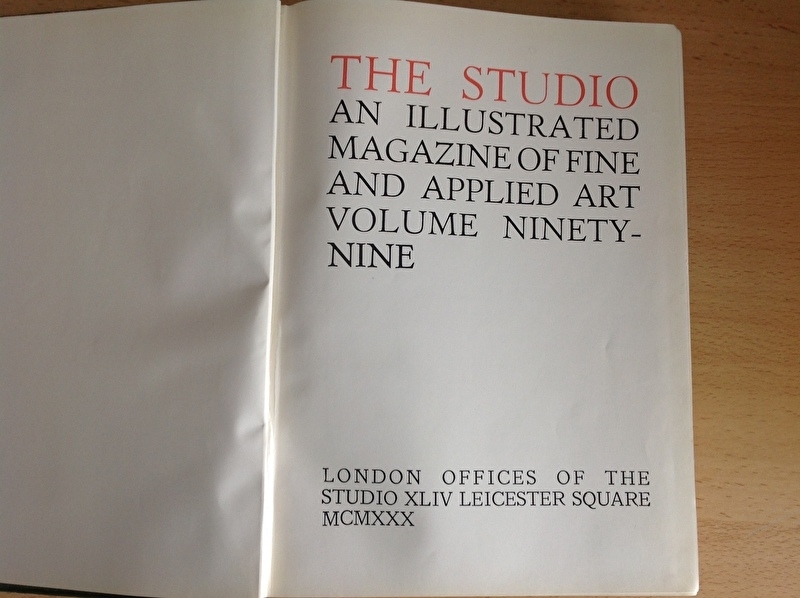 THE STUDIO
AN ILLUSTRATED
MAGAZINE OF FINE
AND APPLIED ART
VOLUME NINETY-
NINE
LONDON OFFICES OF THE
STUDIO XLIV LEICESTER SQUARE
MCMXXX